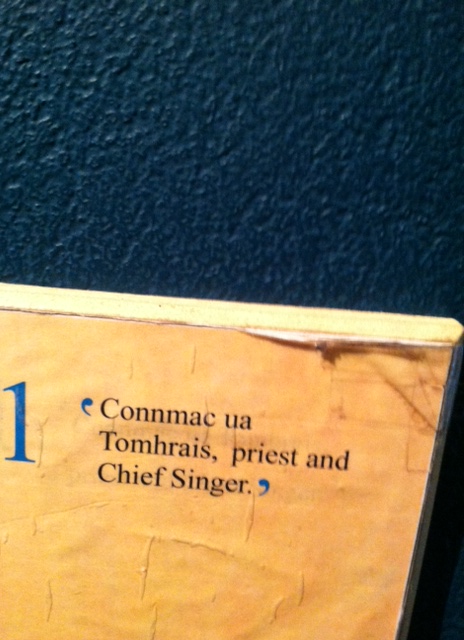 1
‘Connmac ua
Tomhrais, priest and
Chief Singer.’